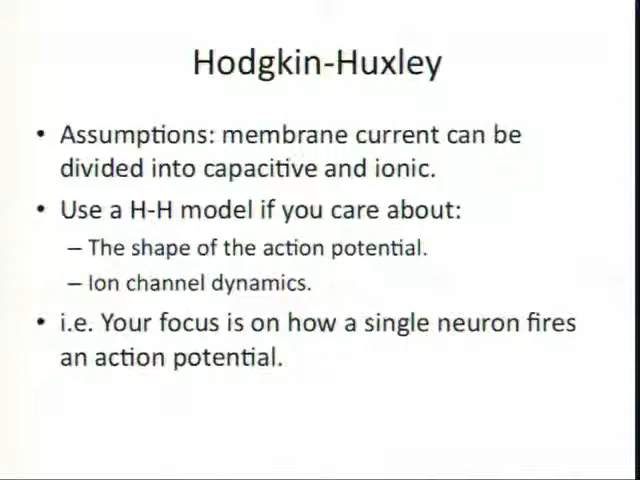 Hodgkin-Huxley
• Assumptions: membrane current can be
divided into capacitive and ionic.
• Use a H-H model if you care about:
– The shape of the action potential.
– Ion channel dynamics.
• i.e. Your focus is on how a single neuron fires
an action potential.